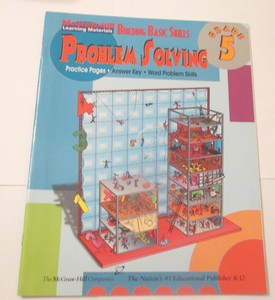 McGraw-Hill
Learning Materials
BUILDING BASIC SKILLS
PROBLEM SOLVING
GRADE
5
Practice Pages • Answer Key • Word Problem Skills
3
The McGraw-Hill Companies
The Nation's #1 Educational Publisher K-12